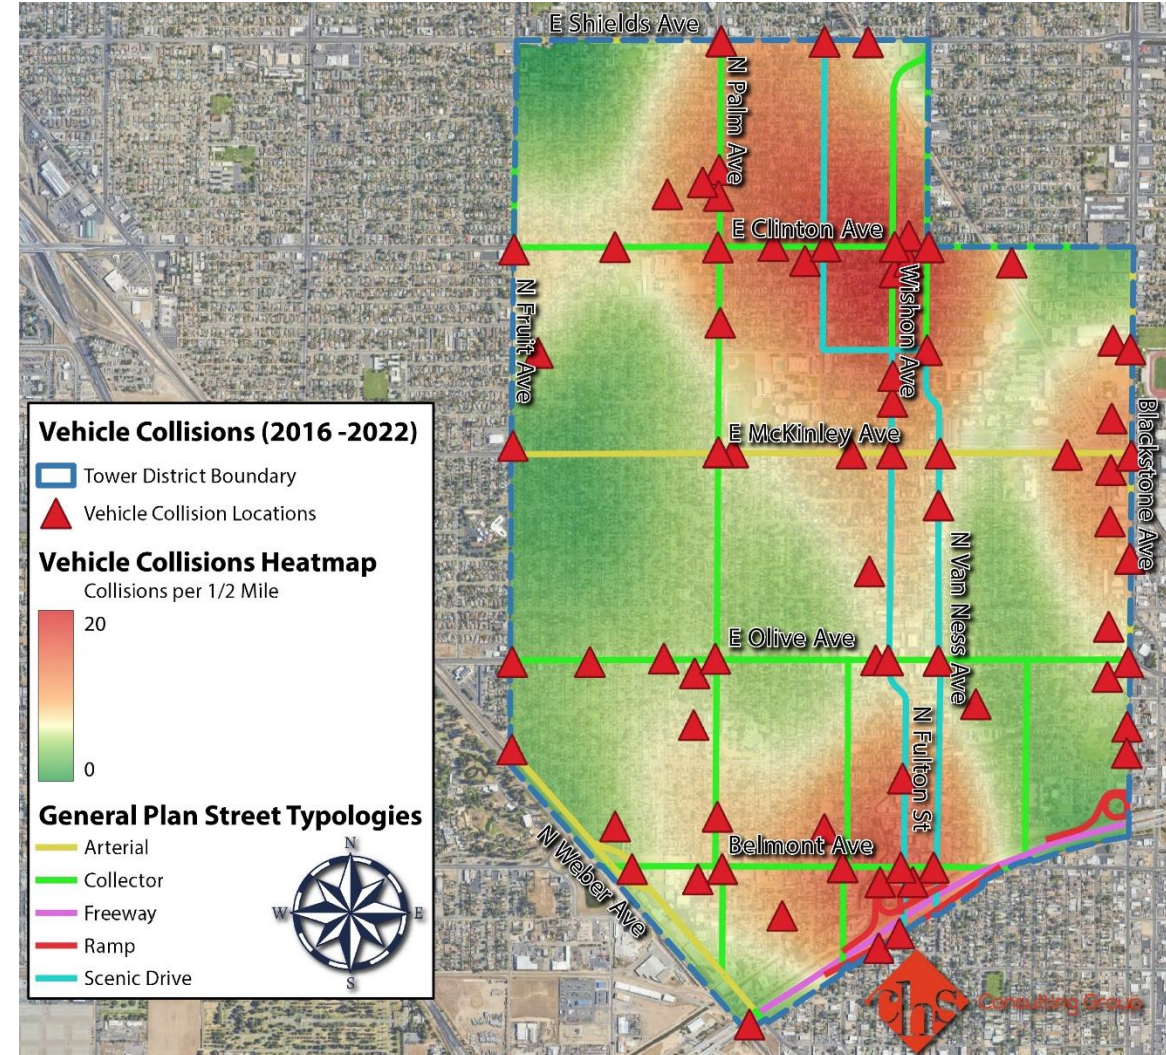 E Shields Ave
N Palm Ave
E Clinton Ave
N Fruit Ave
Wishon Ave
E McKinley Ave
Blackstone Ave
N Van Ness Ave
E Olive Ave
N Fulton St
Belmont Ave
N Weber Ave
Vehicle Collisions (2016 -2022)
Tower District Boundary
Vehicle Collision Locations
Vehicle Collisions Heatmap
Collisions per 1/2 Mile
20
0
General Plan Street Typologies
Arterial
Collector
Freeway
Ramp
Scenic Drive
N
W
E
S
chs Consulting Group